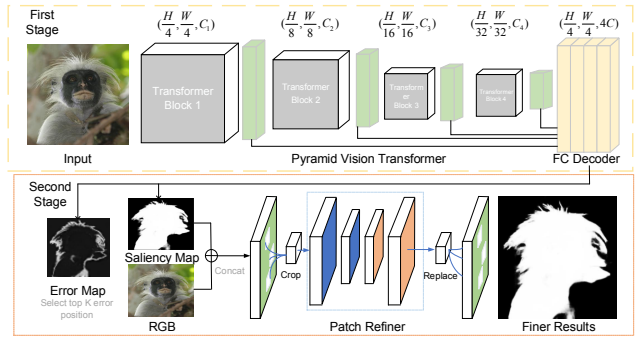 First
Stage
(H/4, W/4, C₁)
(H/8, W/8, C₂)
(H/16, W/16, C₃)
(H/32, W/32, C₄)
(H/4, W/4, 4C)
Transformer
Block 1
Transformer
Block 2
Transform
er
Block 3
Transformer
Block 4
Input
Pyramid Vision Transformer
FC Decoder
Second
Stage
Saliency Map
Error Map
Select top K error
position
RGB
Concat
Crop
Patch Refiner
Replace
Finer Results